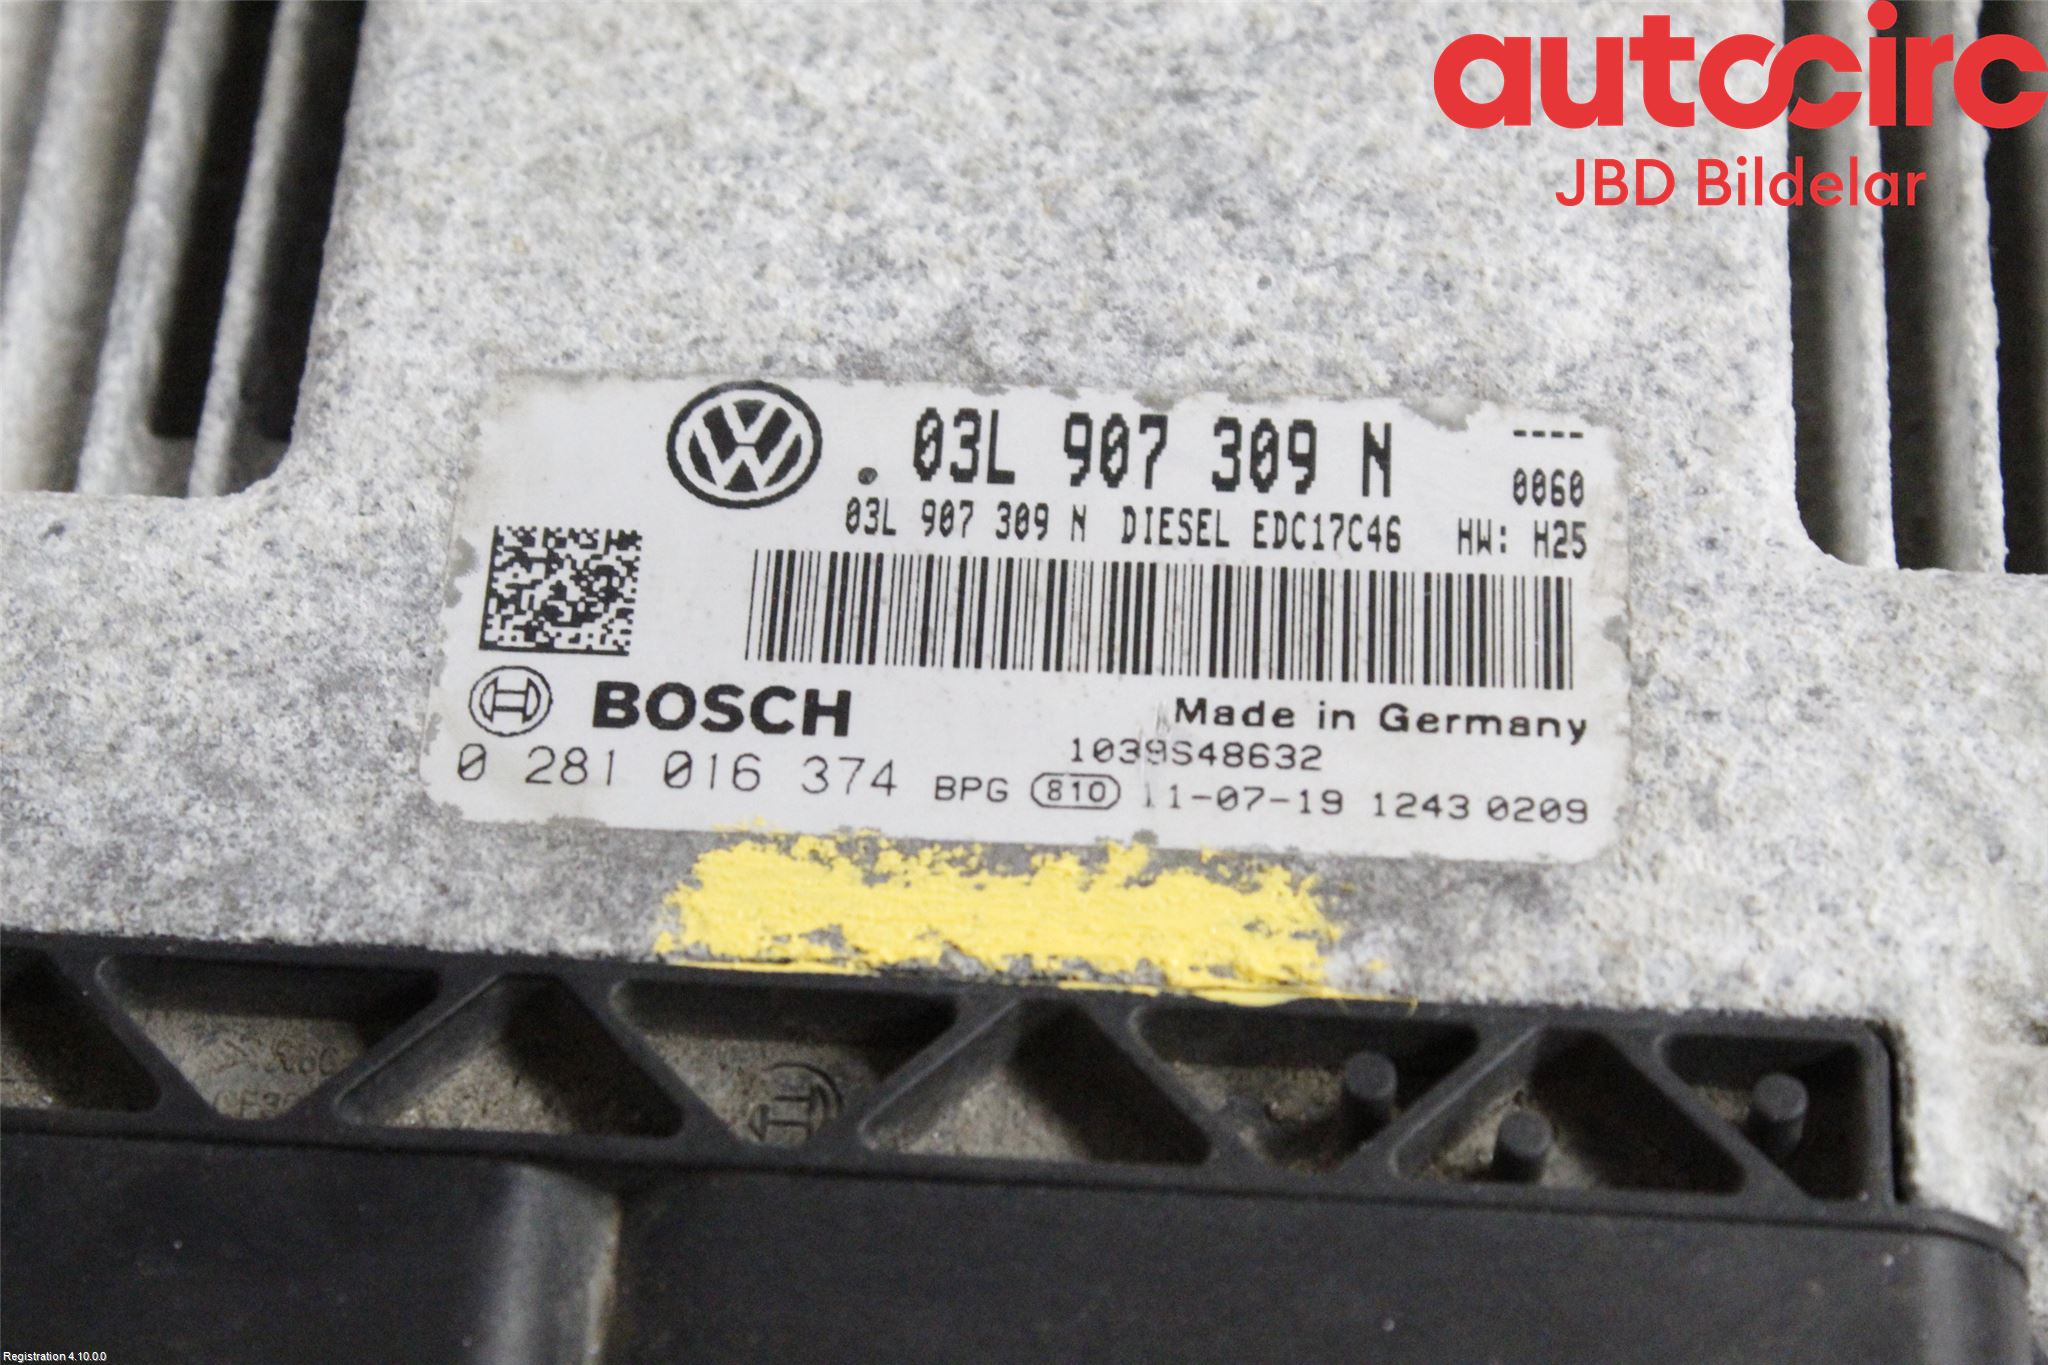 autocirc
JBD Bildelar
. 03L 907 309 N ----
0060
03L 907 309 N DIESEL EDC17C46 HW: H25
BOSCH
Made in Germany
1039S48632
0 281 016 374 BPG 810 11-07-19 1243 0209
Registration 4.10.0.0